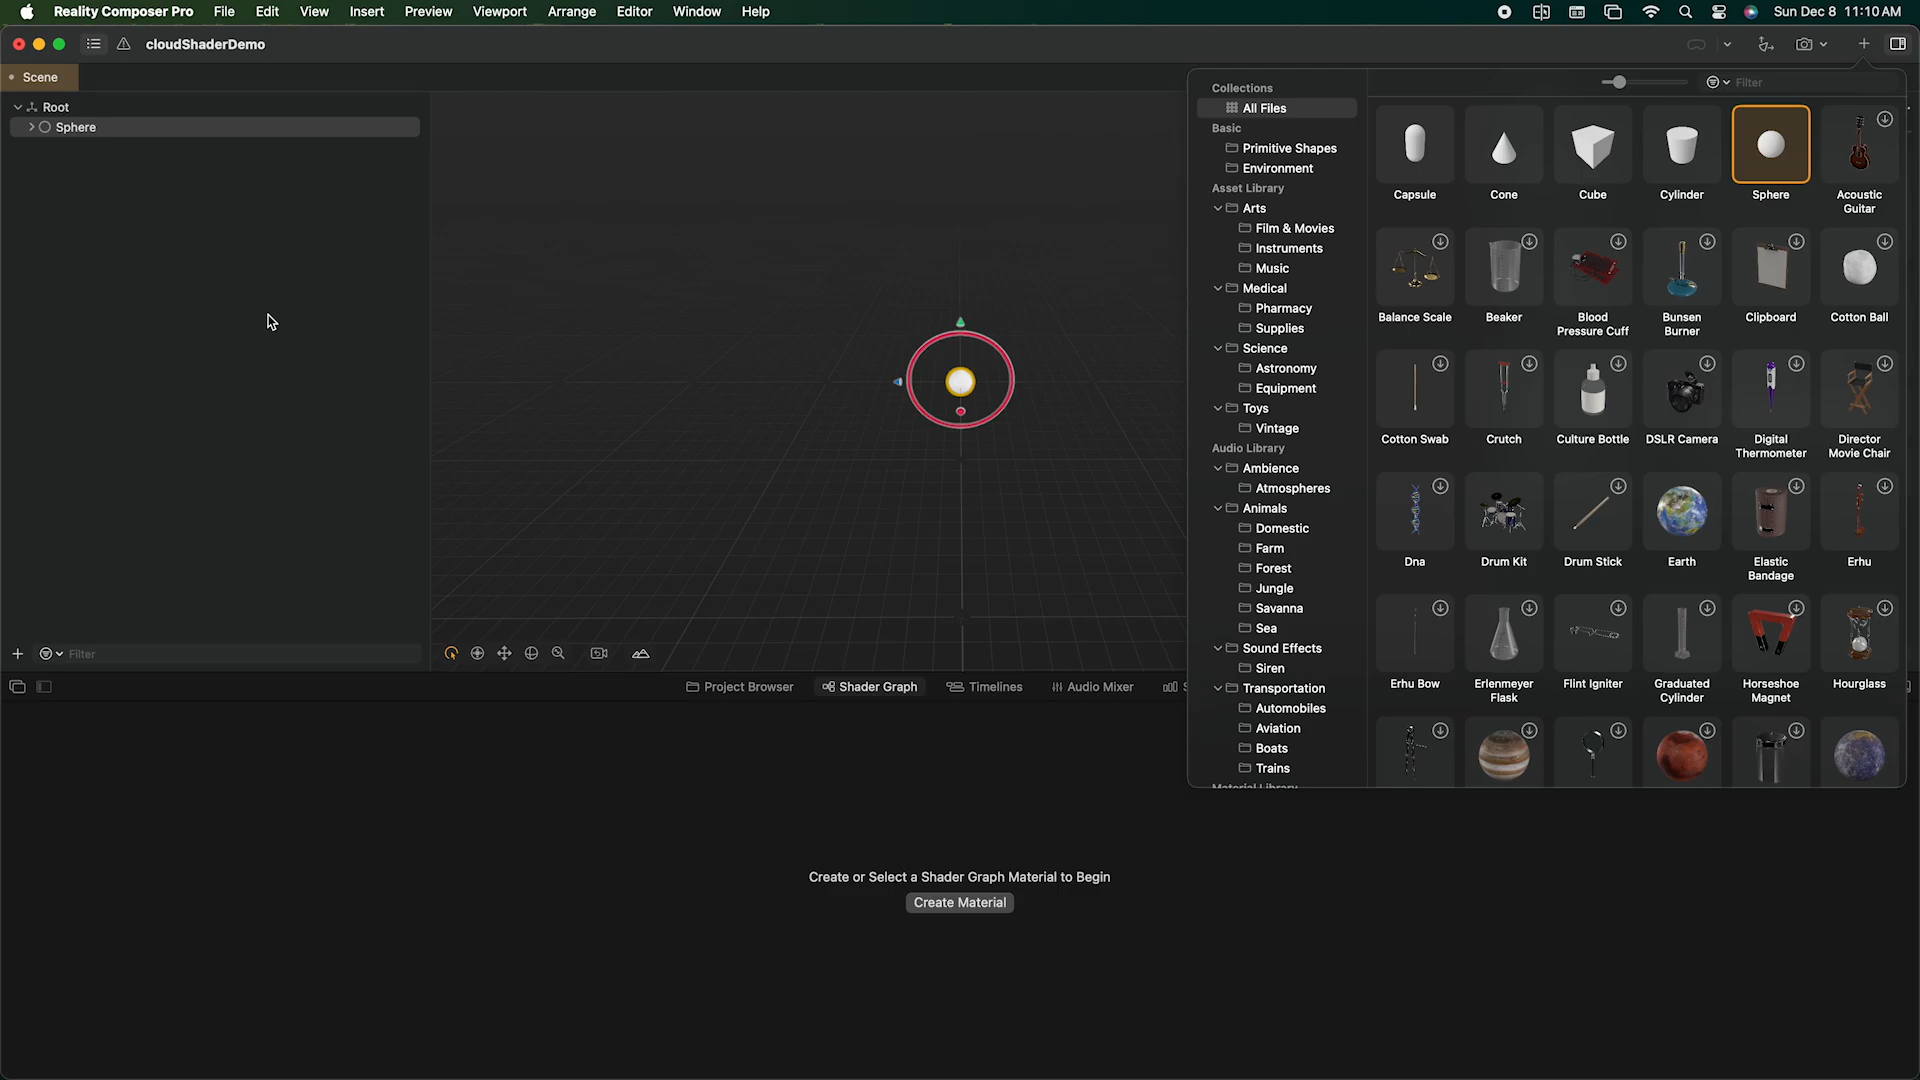 Reality Composer Pro File Edit View Insert Preview Viewport Arrange Editor Window Help Sun Dec 8 11:10 AM
cloudShaderDemo
Scene
Root
Sphere
Filter
Project Browser Shader Graph Timelines Audio Mixer
Create or Select a Shader Graph Material to Begin
Create Material
Collections
All Files
Basic
Primitive Shapes
Environment
Asset Library
Arts
Film & Movies
Instruments
Music
Medical
Pharmacy
Supplies
Science
Astronomy
Equipment
Toys
Vintage
Audio Library
Ambience
Atmospheres
Animals
Domestic
Farm
Forest
Jungle
Savanna
Sea
Sound Effects
Siren
Transportation
Automobiles
Aviation
Boats
Trains
Material Library
Filter
Capsule Cone Cube Cylinder Sphere Acoustic
Guitar
Balance Scale Beaker Blood Bunsen Clipboard Cotton Ball
Pressure Cuff Burner
Cotton Swab Crutch Culture Bottle DSLR Camera Digital Director
Thermometer Movie Chair
Dna Drum Kit Drum Stick Earth Elastic Erhu
Bandage
Erhu Bow Erlenmeyer Flint Igniter Graduated Horseshoe Hourglass
Flask Cylinder Magnet